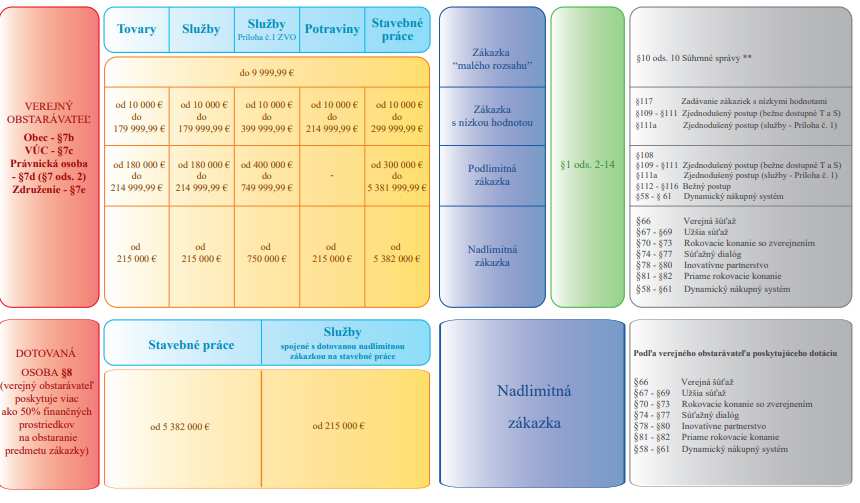 VEREJNÝ
OBSTARÁVATEĽ
Obec - §7b
VÚC - §7c
Právnická osoba
- §7d (§7 ods. 2)
Združenie - §7e
Tovary
Služby
Služby
Príloha č.1 ZVO
Potraviny
Stavebné
práce
do 9 999,99 €
od 10 000 €
do
179 999,99 €
od 10 000 €
do
179 999,99 €
od 10 000 €
do
399 999,99 €
od 10 000 €
do
214 999,99 €
od 10 000 €
do
299 999,99 €
od 180 000 €
do
214 999,99 €
od 180 000 €
do
214 999,99 €
od 400 000 €
do
749 999,99 €
-
od 300 000 €
do
5 381 999,99 €
od
215 000 €
od
215 000 €
od
750 000 €
od
215 000 €
od
5 382 000 €
Zákazka
“malého rozsahu”
Zákazka
s nízkou hodnotou
Podlimitná
zákazka
Nadlimitná
zákazka
§1 ods. 2-14
§10 ods. 10 Súhrnné správy **
§117 Zadávanie zákaziek s nízkymi hodnotami
§109 - §111 Zjednodušený postup (bežne dostupné T a S)
§111a Zjednodušený postup (služby - Príloha č. 1)
§108
§109 - §111 Zjednodušený postup (bežne dostupné T a S)
§111a Zjednodušený postup (služby - Príloha č. 1)
§112 - §116 Bežný postup
§58 - § 61 Dynamický nákupný systém
§66 Verejná súťaž
§67 - §69 Užšia súťaž
§70 - §73 Rokovacie konanie so zverejnením
§74 - §77 Súťažný dialóg
§78 - §80 Inovatívne partnerstvo
§81 - §82 Priame rokovacie konanie
§58 - §61 Dynamický nákupný systém
DOTOVANÁ
OSOBA §8
(verejný obstarávateľ
poskytuje viac
ako 50% finančných
prostriedkov
na obstaranie
predmetu zákazky)
Stavebné práce
Služby
spojené s dotovanou nadlimitnou
zákazkou na stavebné práce
od 5 382 000 €
od 215 000 €
Nadlimitná
zákazka
Podľa verejného obstarávateľa poskytujúceho dotáciu
§66 Verejná súťaž
§67 - §69 Užšia súťaž
§70 - §73 Rokovacie konanie so zverejnením
§74 - §77 Súťažný dialóg
§78 - §80 Inovatívne partnerstvo
§81 - §82 Priame rokovacie konanie
§58 - §61 Dynamický nákupný systém